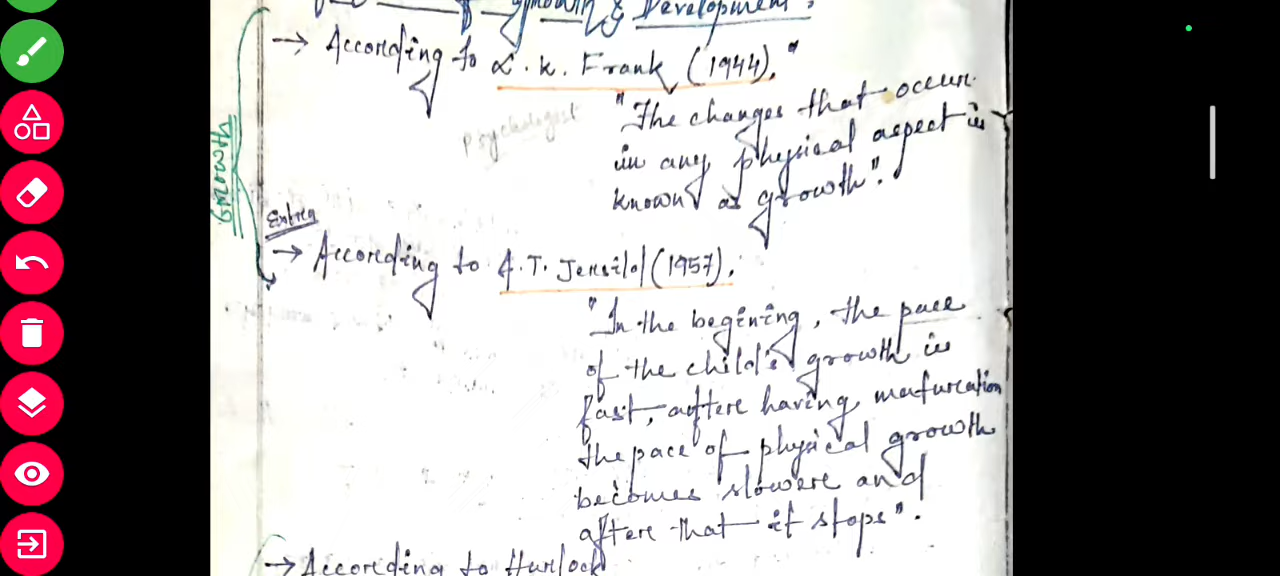 growth & Development :
→ According to L. K. Frank (1944), "
Psychologist
"The changes that occur
in any physical aspect is
known as growth".
Growth
Extra
→ According to A. T. Jersild (1957),
"In the begining, the pace
of the child's growth is
fast, aftere having maturation
the pace of physical growth
becomes slowere and
aftere that it stops".
→ According to Hurlock